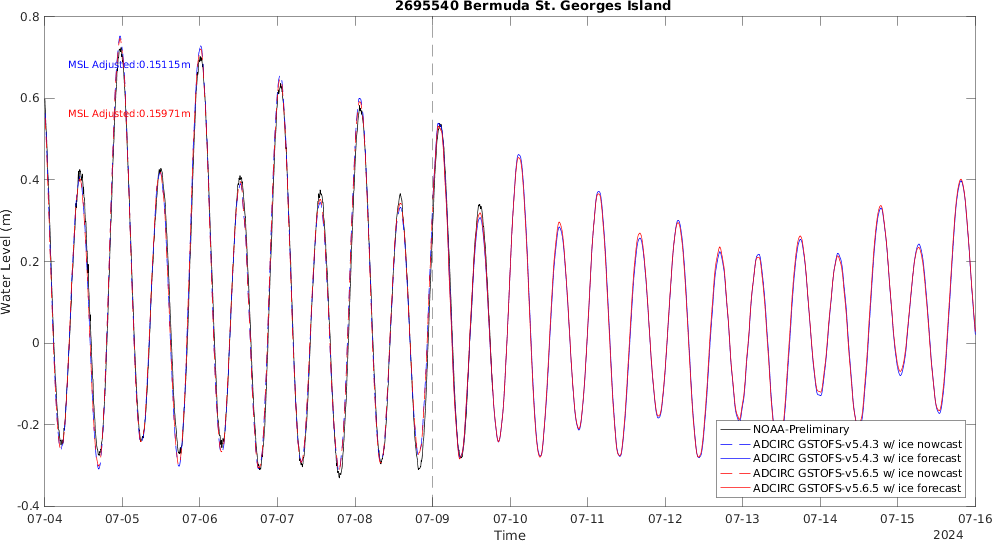 2695540 Bermuda St. Georges Island
0.8
0.6
0.4
0.2
0
-0.2
-0.4
Water Level (m)
MSL Adjusted:0.15115m
MSL Adjusted:0.15971m
NOAA-Preliminary
ADCIRC GSTOFS-v5.4.3 w/ ice nowcast
ADCIRC GSTOFS-v5.4.3 w/ ice forecast
ADCIRC GSTOFS-v5.6.5 w/ ice nowcast
ADCIRC GSTOFS-v5.6.5 w/ ice forecast
07-04 07-05 07-06 07-07 07-08 07-09 07-10 07-11 07-12 07-13 07-14 07-15 07-16
Time
2024